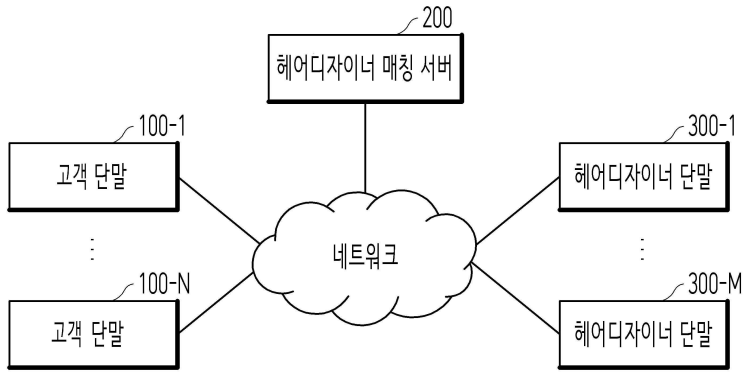 200
헤어디자이너 매칭 서버
100-1
고객 단말
300-1
헤어디자이너 단말
네트워크
100-N
고객 단말
300-M
헤어디자이너 단말